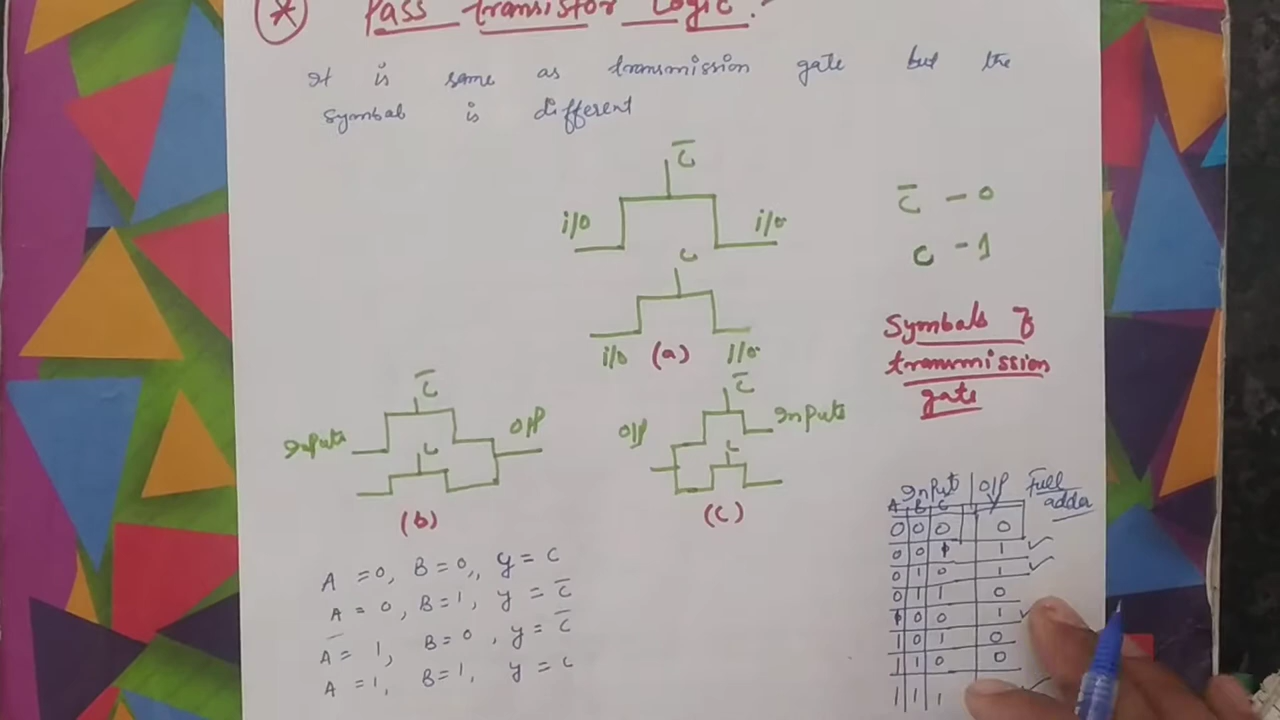 * Pass transistor Logic :-
It is same as transmission gate but the
symbol is different
C̅
i/o i/o
C
i/o (a) i/o
C̅ - 0
C - 1
Symbols of
transmission
gate
C̅
Inputs O/P
C
(b)
C̅
O/P Inputs
C
(c)
A = 0, B = 0, y = C
A = 0, B = 1, y = C̅
A = 1, B = 0, y = C̅
A = 1, B = 1, y = C
Input | O/P Full
adder
A B C Y
0 0 0 0
0 0 1 1
0 1 0 1
0 1 1 0
1 0 0 1
1 0 1 0
1 1 0 0
1 1 1